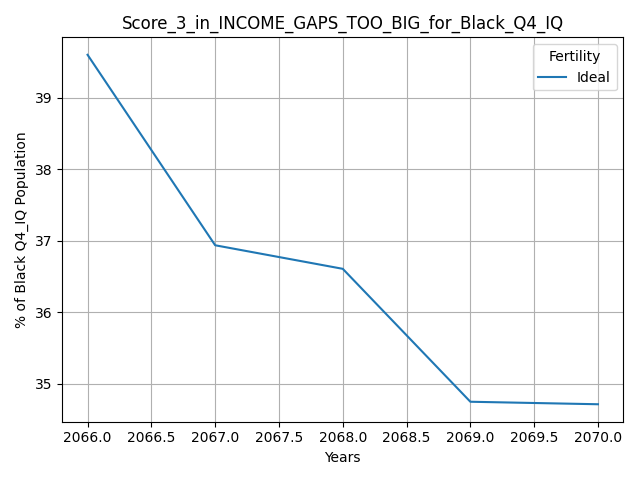 Score_3_in_INCOME_GAPS_TOO_BIG_for_Black_Q4_IQ
Fertility
Ideal
% of Black Q4_IQ Population
39
38
37
36
35
2066.0 2066.5 2067.0 2067.5 2068.0 2068.5 2069.0 2069.5 2070.0
Years